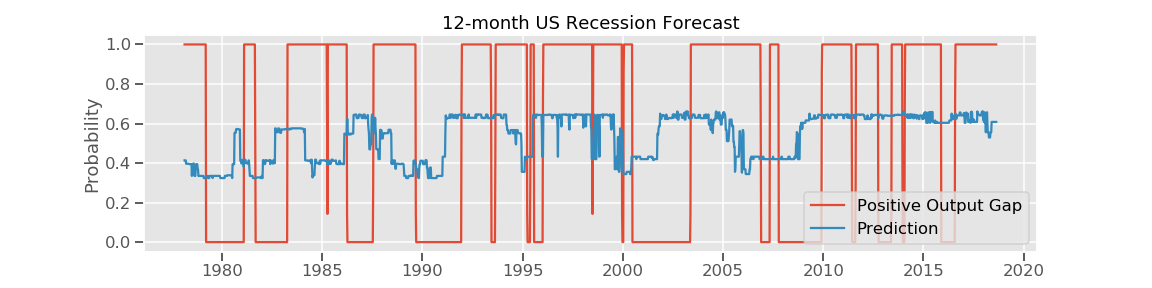 12-month US Recession Forecast
Probability
1.0
0.8
0.6
0.4
0.2
0.0
Positive Output Gap
Prediction
1980 1985 1990 1995 2000 2005 2010 2015 2020